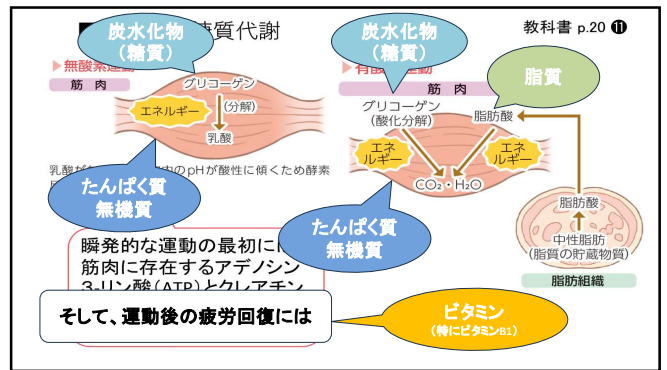 質代謝
教科書 p.20 ⓫
炭水化物
(糖質)
炭水化物
(糖質)
脂質
▶無酸素運動
筋 肉
グリコーゲン
エネルギー
(分解)
乳酸
▶有酸素運動
筋 肉
グリコーゲン
(酸化分解)
脂肪酸
エネ
ルギー
エネ
ルギー
CO₂・H₂O
脂肪酸
中性脂肪
(脂質の貯蔵物質)
脂肪組織
乳酸が
のpHが酸性に傾くため酵素
たんぱく質
無機質
たんぱく質
無機質
瞬発的な運動の最初に
筋肉に存在するアデノシン
3-リン酸(ATP)とクレアチン
そして、運動後の疲労回復には
ビタミン
(特にビタミンB1)